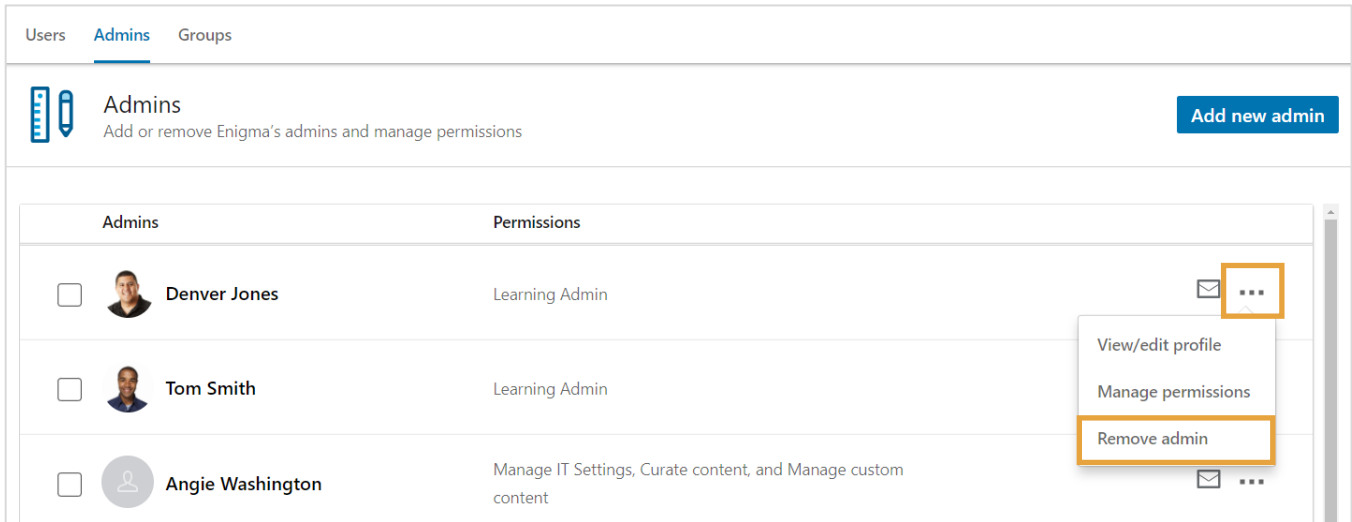 Users Admins Groups
Admins
Add or remove Enigma's admins and manage permissions
Add new admin
Admins Permissions
Denver Jones Learning Admin
View/edit profile
Tom Smith Learning Admin
Manage permissions
Remove admin
Angie Washington
Manage IT Settings, Curate content, and Manage custom
content